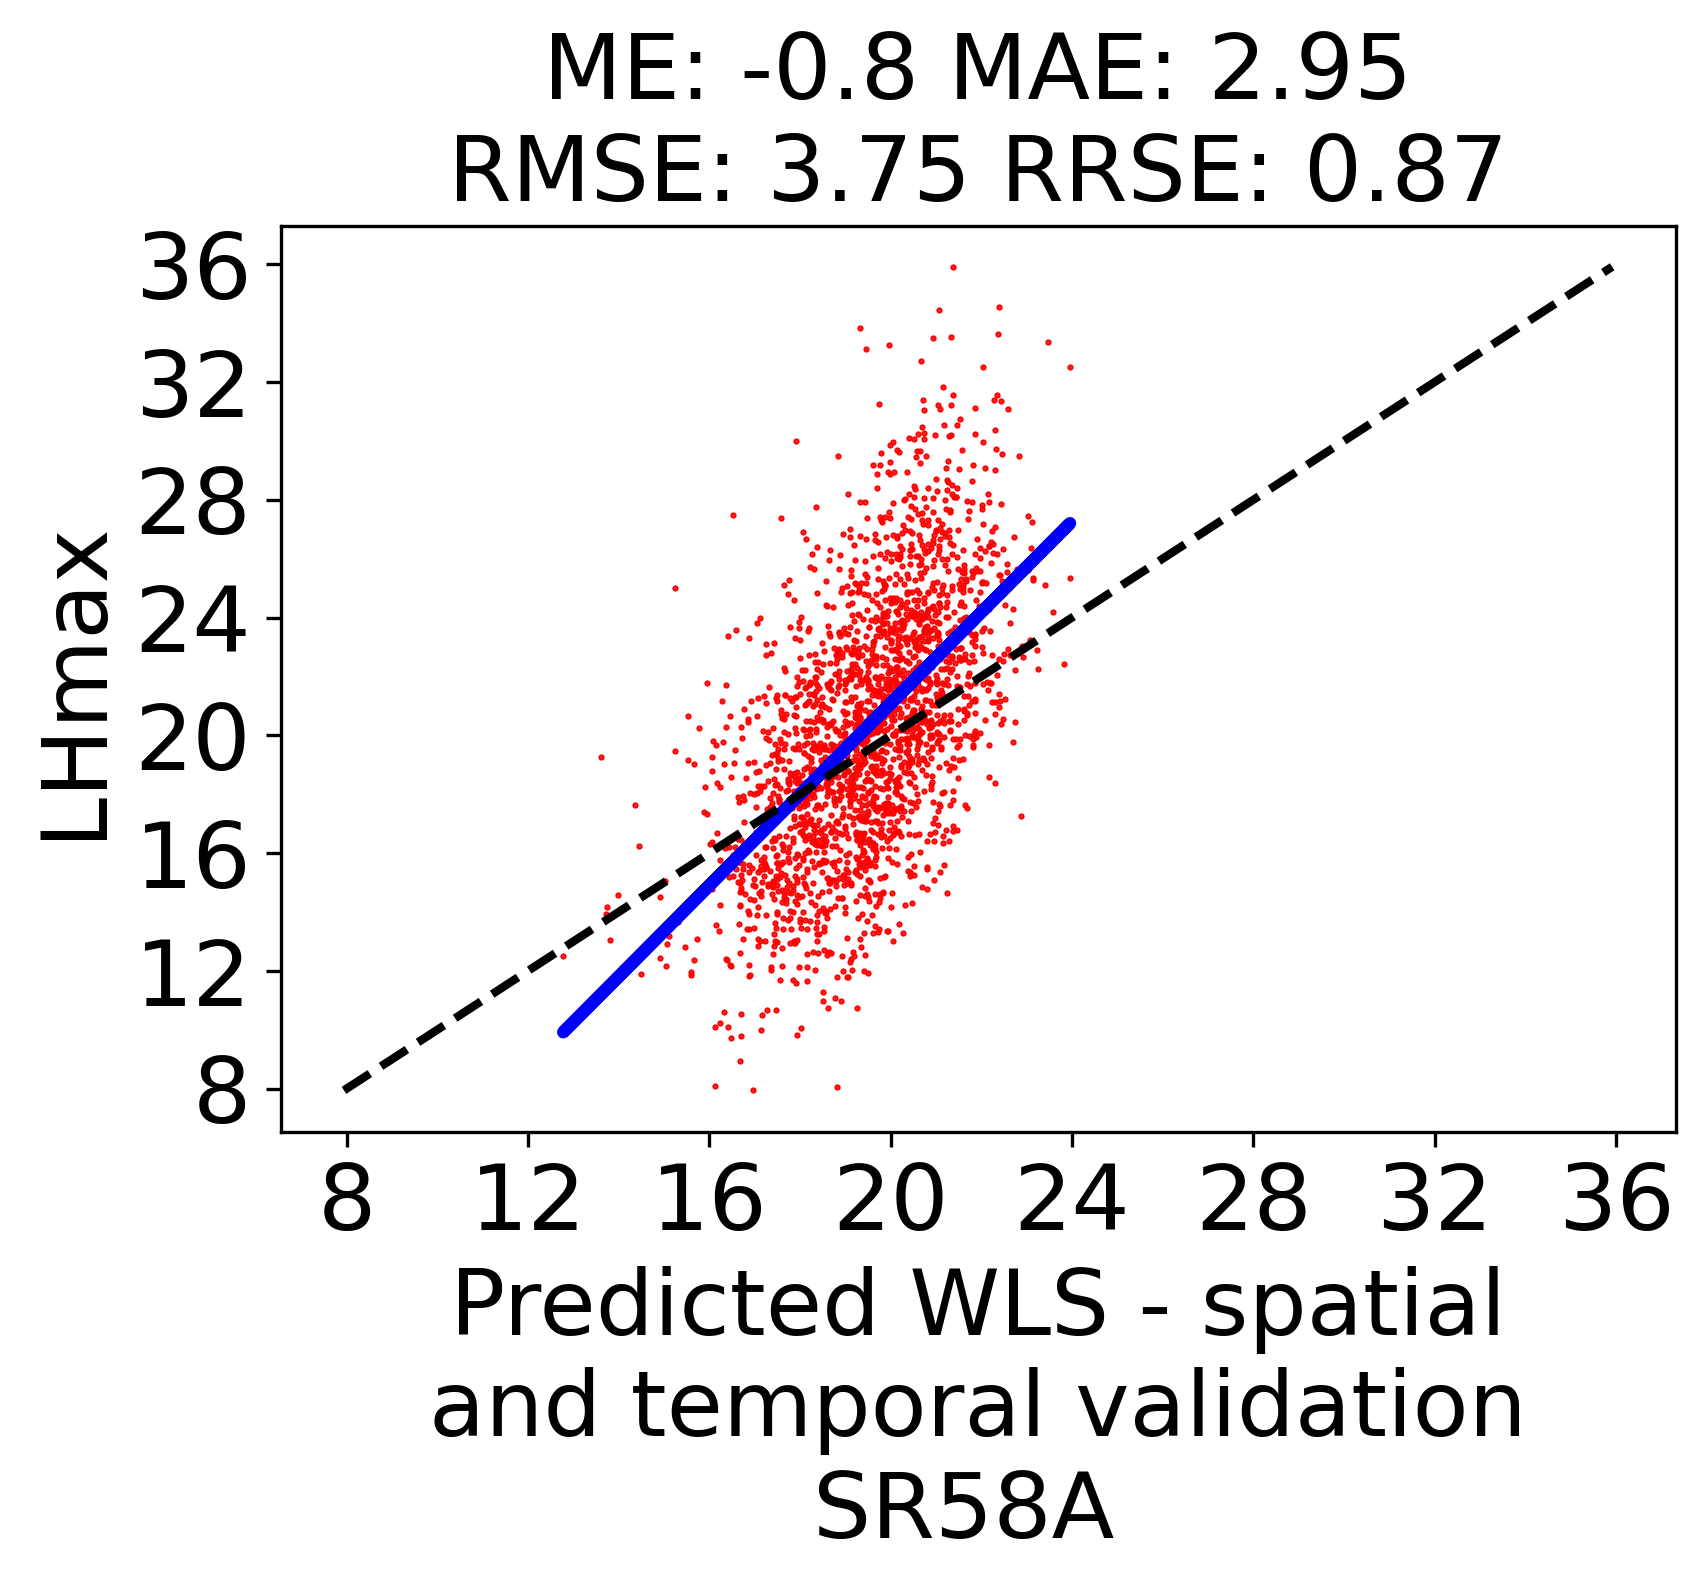 ME: -0.8 MAE: 2.95
RMSE: 3.75 RRSE: 0.87
36
32
28
24
20
16
12
8
LHmax
8 12 16 20 24 28 32 36
Predicted WLS - spatial
and temporal validation
SR58A